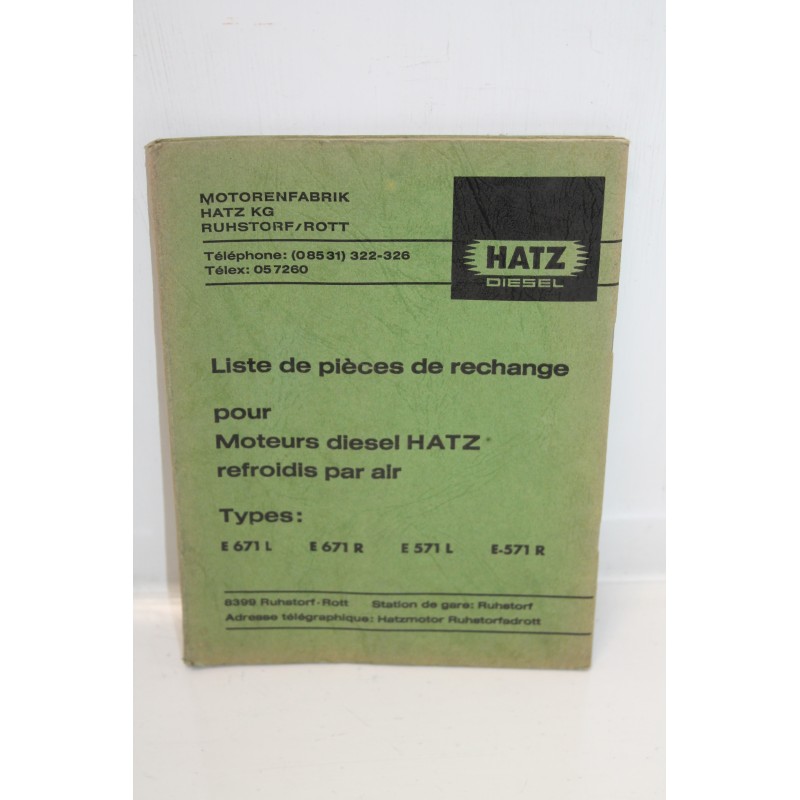 MOTORENFABRIK
HATZ KG
RUHSTORF/ROTT
HATZ
DIESEL
Téléphone: (08531) 322-326
Télex: 057260
Liste de pièces de rechange
pour
Moteurs diesel HATZ
refroidis par air
Types:
E 671 L E 671 R E 571 L E-571 R
8399 Ruhstorf-Rott Station de gare: Ruhstorf
Adresse télégraphique: Hatzmotor Ruhstorfadrott